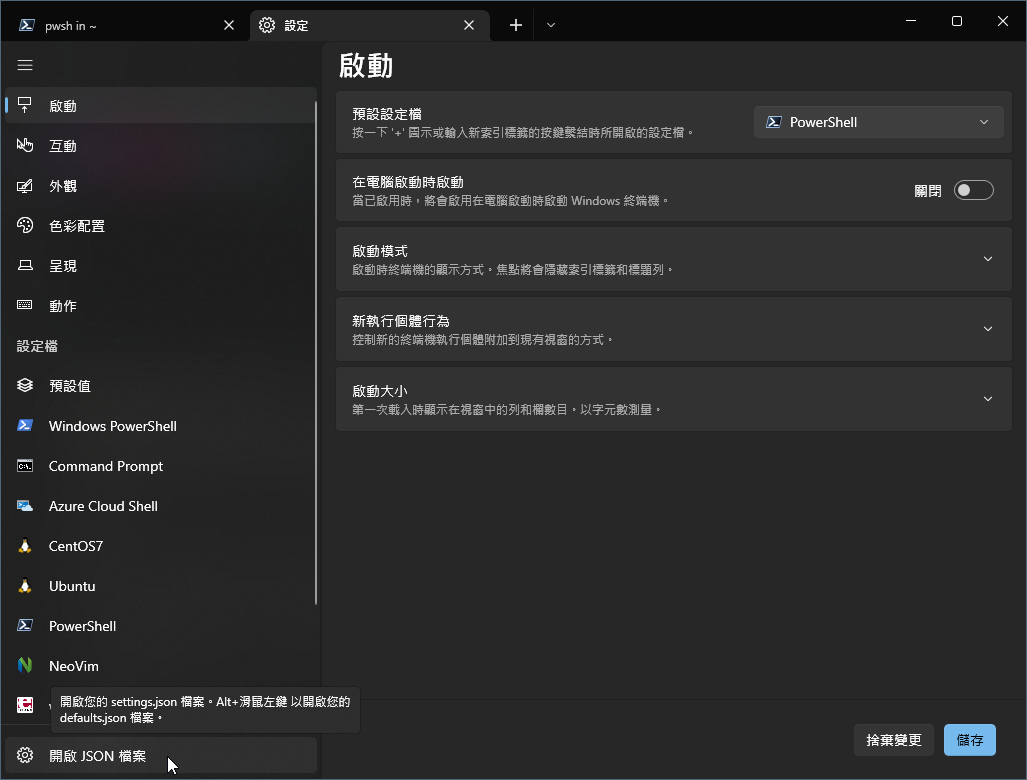 pwsh in ~
設定
啟動
互動
外觀
色彩配置
呈現
動作
設定檔
預設值
Windows PowerShell
Command Prompt
Azure Cloud Shell
CentOS7
Ubuntu
PowerShell
NeoVim
開啟您的 settings.json 檔案。Alt+滑鼠左鍵 以開啟您的
defaults.json 檔案。
開啟 JSON 檔案
啟動
預設設定檔
按一下 '+' 圖示或輸入新索引標籤的按鍵繫結時所開啟的設定檔。
PowerShell
在電腦啟動時啟動
當已啟用時，將會啟用在電腦啟動時啟動 Windows 終端機。
關閉
啟動模式
啟動時終端機的顯示方式。焦點將會隱藏索引標籤和標題列。
新執行個體行為
控制新的終端機執行個體附加到現有視窗的方式。
啟動大小
第一次載入時顯示在視窗中的列和欄數目。以字元數測量。
捨棄變更
儲存